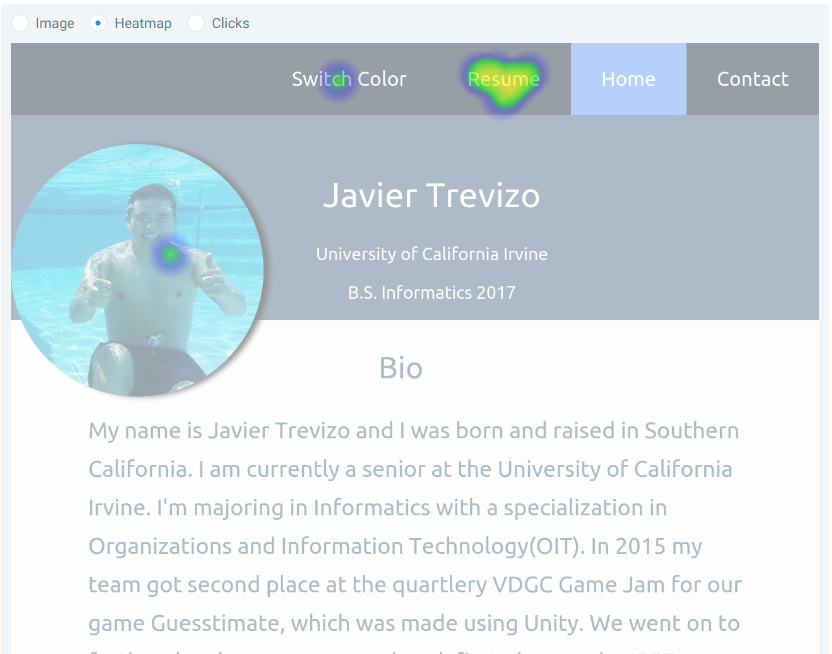 Image Heatmap Clicks
Switch Color Resume Home Contact
Javier Trevizo
University of California Irvine
B.S. Informatics 2017
Bio
My name is Javier Trevizo and I was born and raised in Southern
California. I am currently a senior at the University of California
Irvine. I'm majoring in Informatics with a specialization in
Organizations and Information Technology(OIT). In 2015 my
team got second place at the quartlery VDGC Game Jam for our
game Guesstimate, which was made using Unity. We went on to